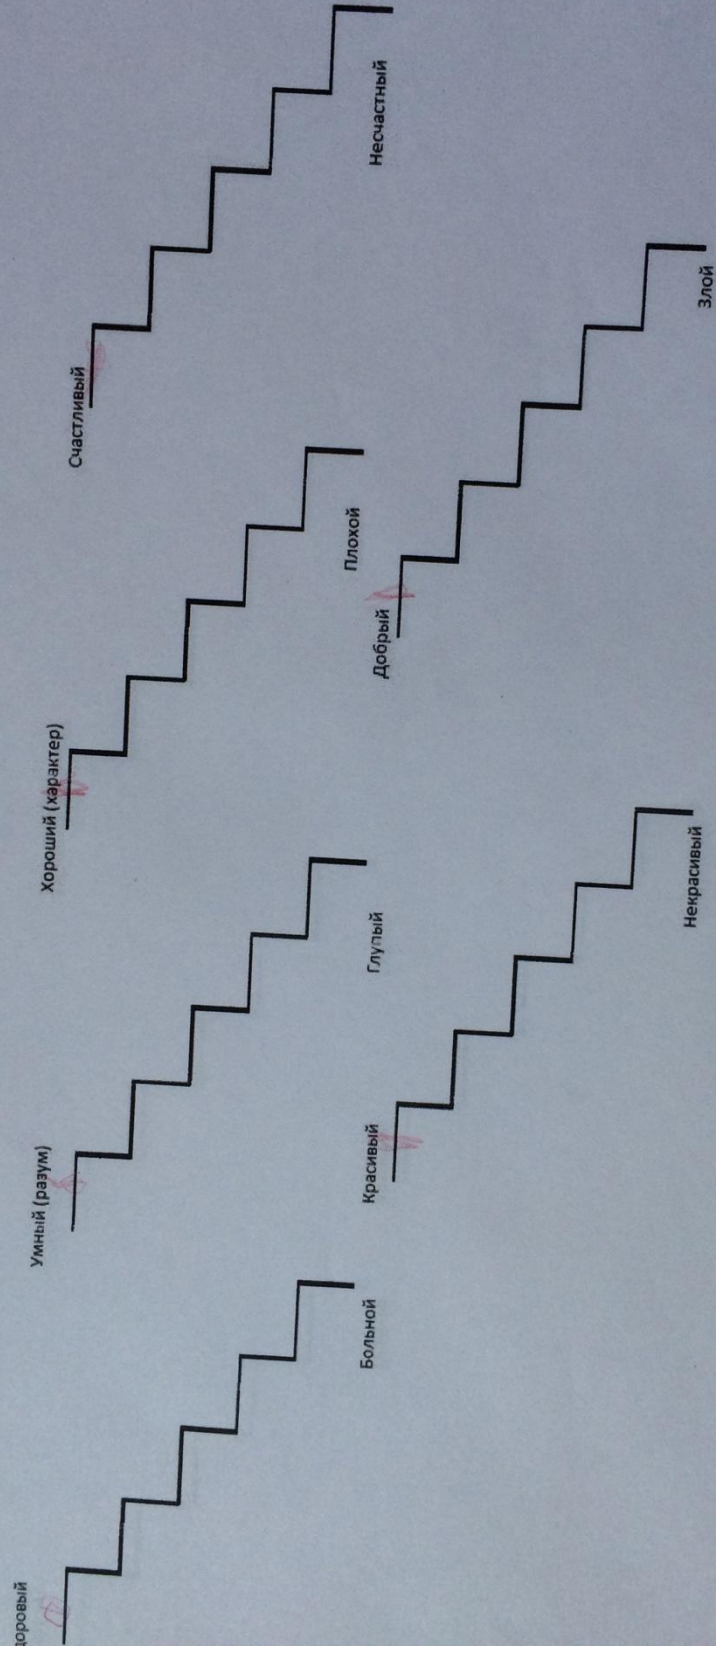 доровый
Умный (разум)
Хороший (характер)
Счастливый
Больной
Глупый
Плохой
Несчастный
Красивый
Добрый
Некрасивый
Злой